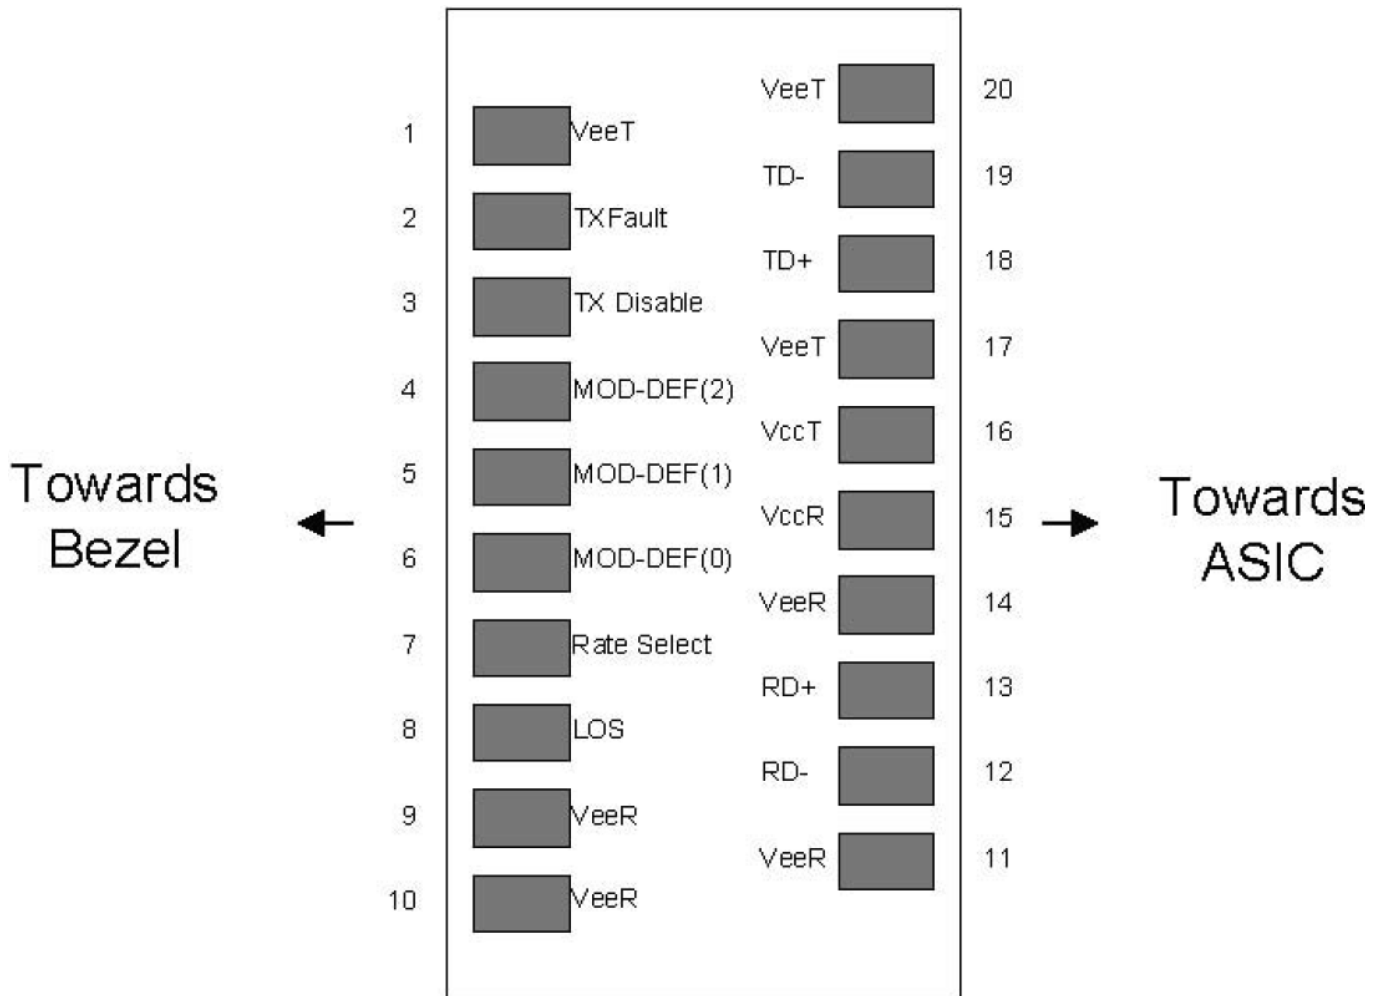 VeeT 20
1 VeeT
TD- 19
2 TXFault
TD+ 18
3 TX Disable
VeeT 17
4 MOD-DEF(2)
VccT 16
5 MOD-DEF(1)
Towards
Bezel
VccR 15
Towards
ASIC
6 MOD-DEF(0)
VeeR 14
7 Rate Select
RD+ 13
8 LOS
RD- 12
9 VeeR
VeeR 11
10 VeeR